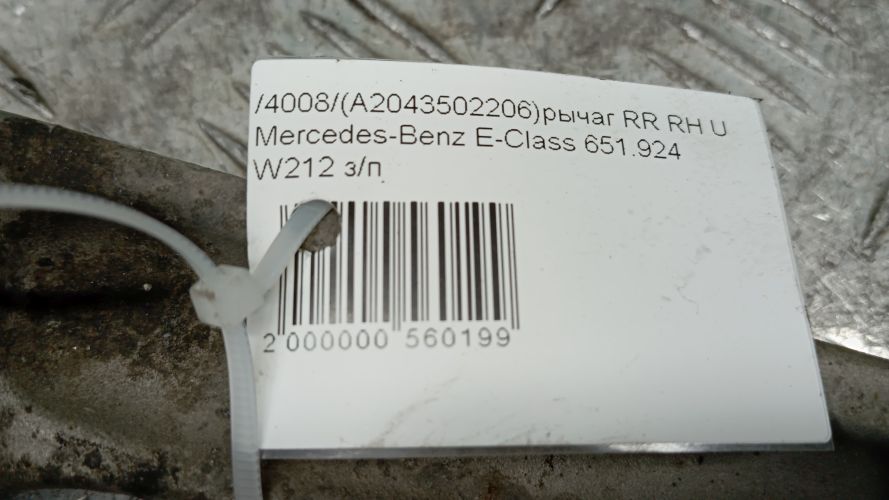 /4008/(A2043502206)рычаг RR RH U
Mercedes-Benz E-Class 651.924
W212 з/п
2 000000 560199